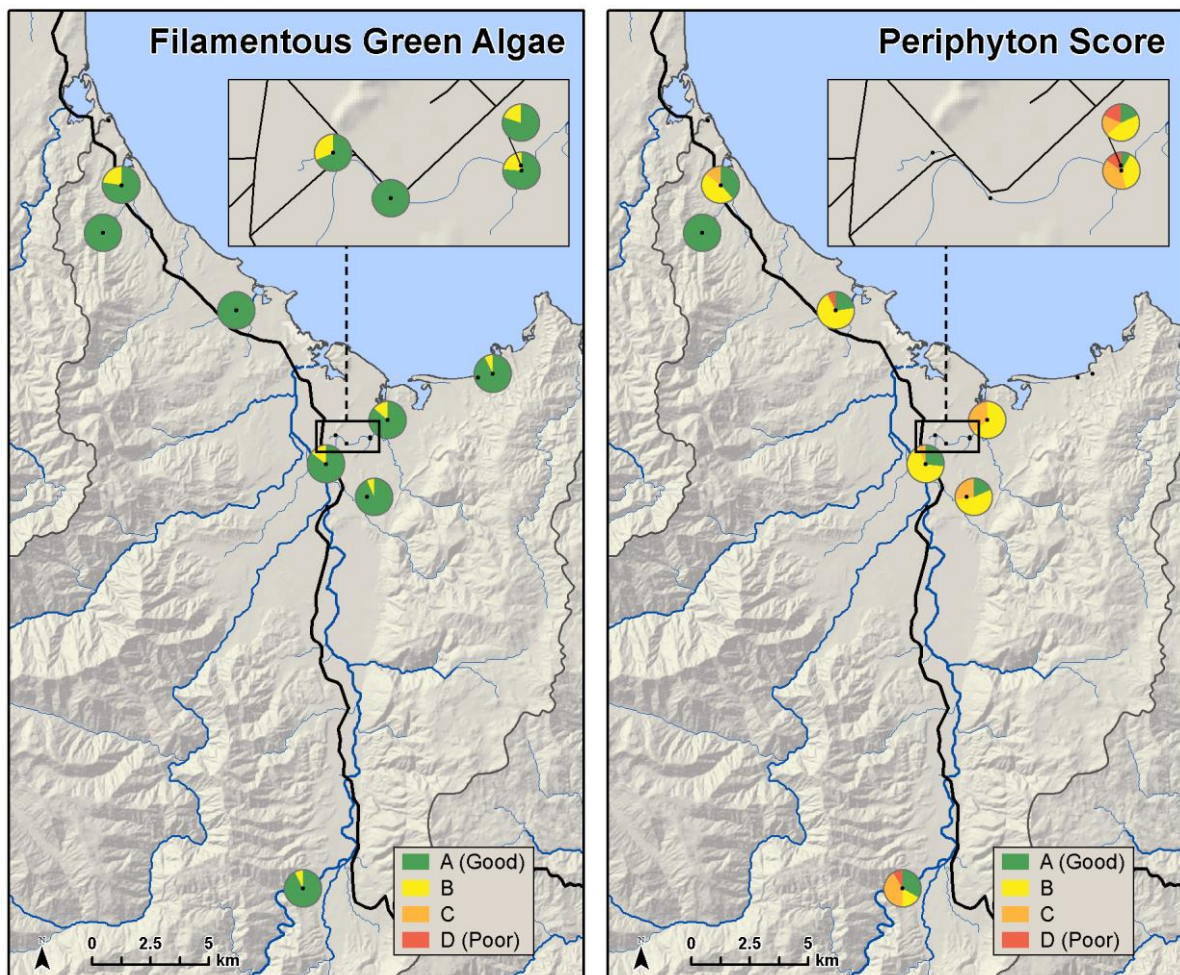 Filamentous Green Algae
A (Good)
B
C
D (Poor)
N
0 2.5 5
km
Periphyton Score
A (Good)
B
C
D (Poor)
N
0 2.5 5
km